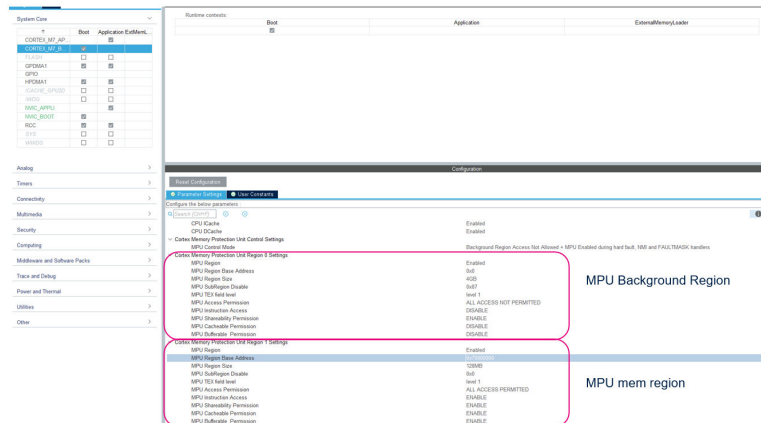 System Core
Boot Application ExtMemL...
CORTEX_M7_AP...
CORTEX_M7_B...
FLASH
GPDMA1
GPIO
HPDMA1
ICACHE_GPU2D
IWDG
NVIC_APPLI
NVIC_BOOT
RCC
SYS
WWDG
Analog
Timers
Connectivity
Multimedia
Security
Computing
Middleware and Software Packs
Trace and Debug
Power and Thermal
Utilities
Other
Runtime contexts:
Boot Application ExternalMemoryLoader
Configuration
Reset Configuration
Parameter Settings User Constants
Configure the below parameters :
Search (Ctrl+F)
CPU ICache Enabled
CPU DCache Enabled
Cortex Memory Protection Unit Control Settings
MPU Control Mode Background Region Access Not Allowed + MPU Enabled during hard fault, NMI and FAULTMASK handlers
Cortex Memory Protection Unit Region 0 Settings
MPU Region Enabled
MPU Region Base Address 0x0
MPU Region Size 4GB
MPU SubRegion Disable 0x87
MPU TEX field level level 1
MPU Access Permission ALL ACCESS NOT PERMITTED
MPU Instruction Access DISABLE
MPU Shareability Permission ENABLE
MPU Cacheable Permission DISABLE
MPU Bufferable Permission DISABLE
MPU Background Region
Cortex Memory Protection Unit Region 1 Settings
MPU Region Enabled
MPU Region Base Address
MPU Region Size 128MB
MPU SubRegion Disable 0x0
MPU TEX field level level 1
MPU Access Permission ALL ACCESS PERMITTED
MPU Instruction Access ENABLE
MPU Shareability Permission ENABLE
MPU Cacheable Permission ENABLE
MPU Bufferable Permission ENABLE
MPU mem region